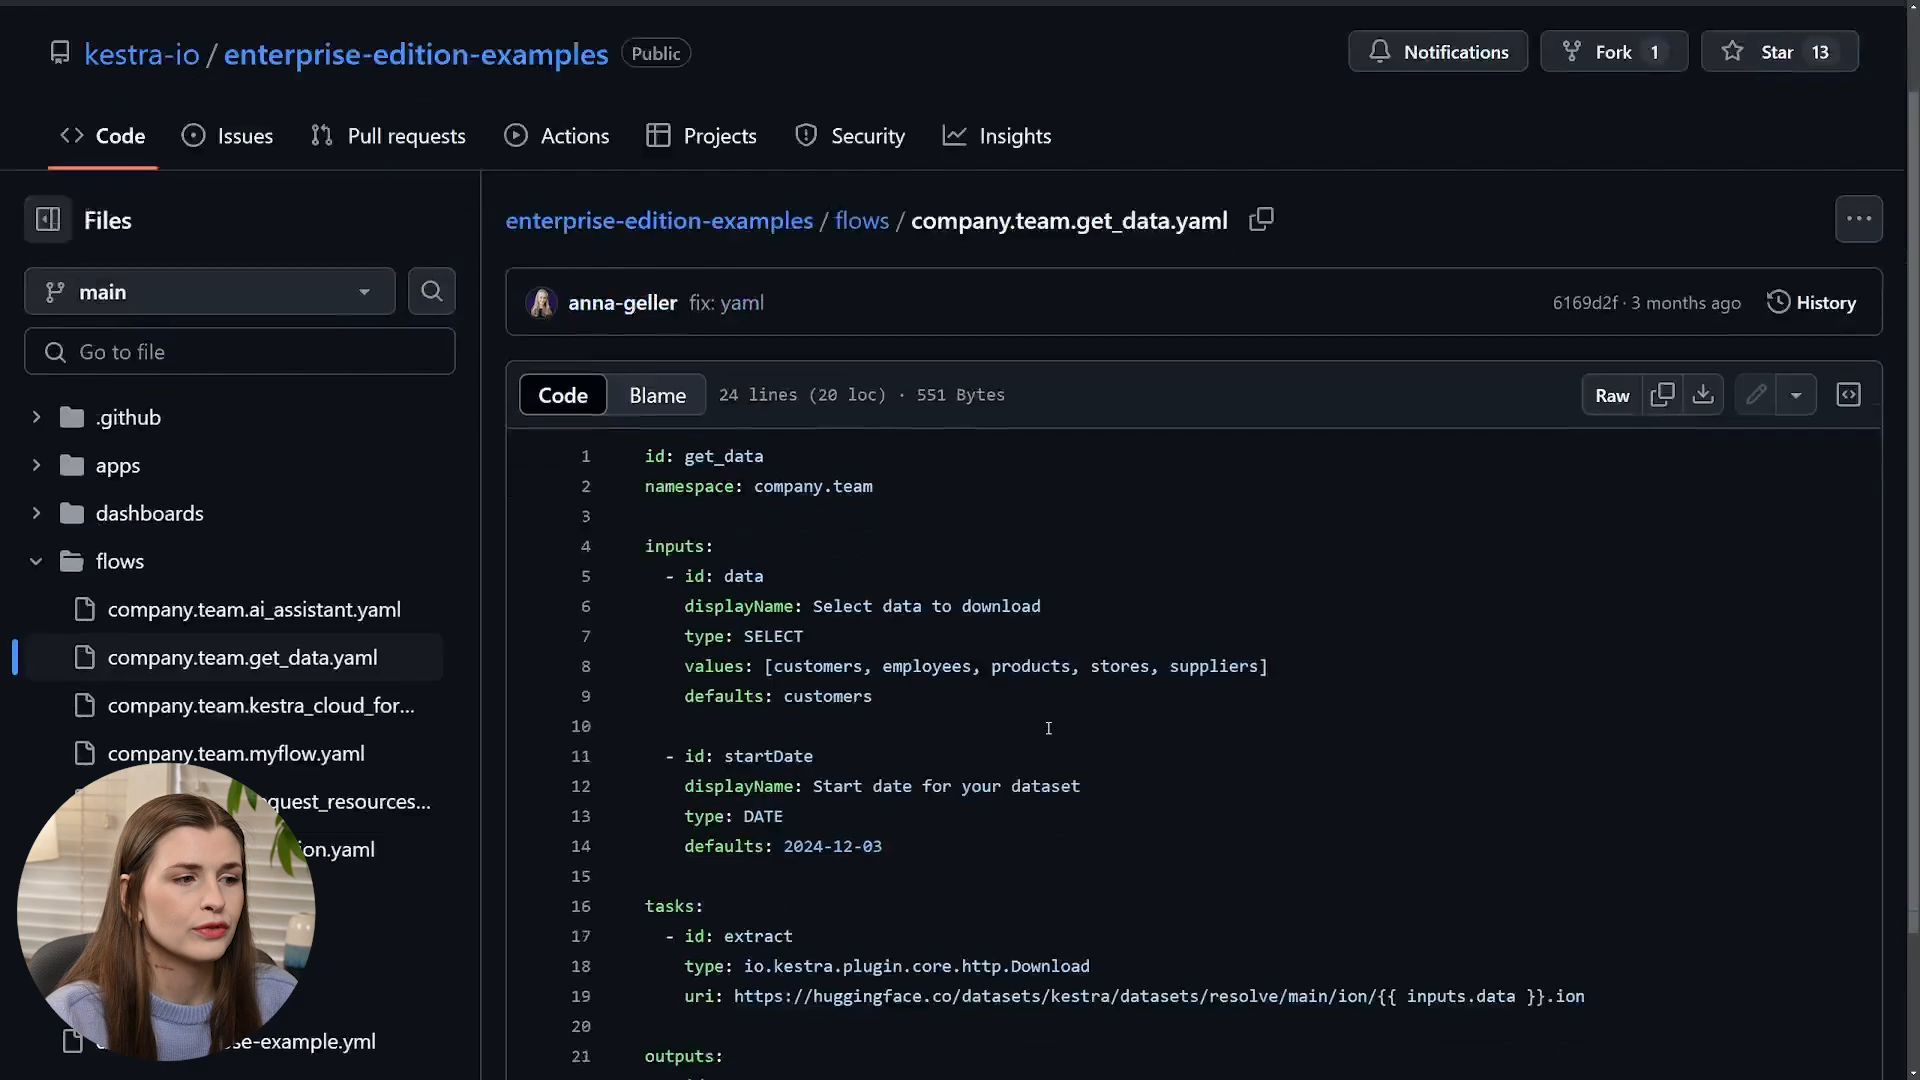 kestra-io / enterprise-edition-examples Public
Notifications Fork 1 Star 13
Code Issues Pull requests Actions Projects Security Insights
Files
main
Go to file
.github
apps
dashboards
flows
company.team.ai_assistant.yaml
company.team.get_data.yaml
company.team.kestra_cloud_for...
company.team.myflow.yaml
quest_resources...
ion.yaml
se-example.yml
enterprise-edition-examples / flows / company.team.get_data.yaml
anna-geller fix: yaml 6169d2f · 3 months ago History
Code Blame 24 lines (20 loc) · 551 Bytes Raw
1 id: get_data
2 namespace: company.team
3
4 inputs:
5 - id: data
6 displayName: Select data to download
7 type: SELECT
8 values: [customers, employees, products, stores, suppliers]
9 defaults: customers
10
11 - id: startDate
12 displayName: Start date for your dataset
13 type: DATE
14 defaults: 2024-12-03
15
16 tasks:
17 - id: extract
18 type: io.kestra.plugin.core.http.Download
19 uri: https://huggingface.co/datasets/kestra/datasets/resolve/main/ion/{{ inputs.data }}.ion
20
21 outputs: